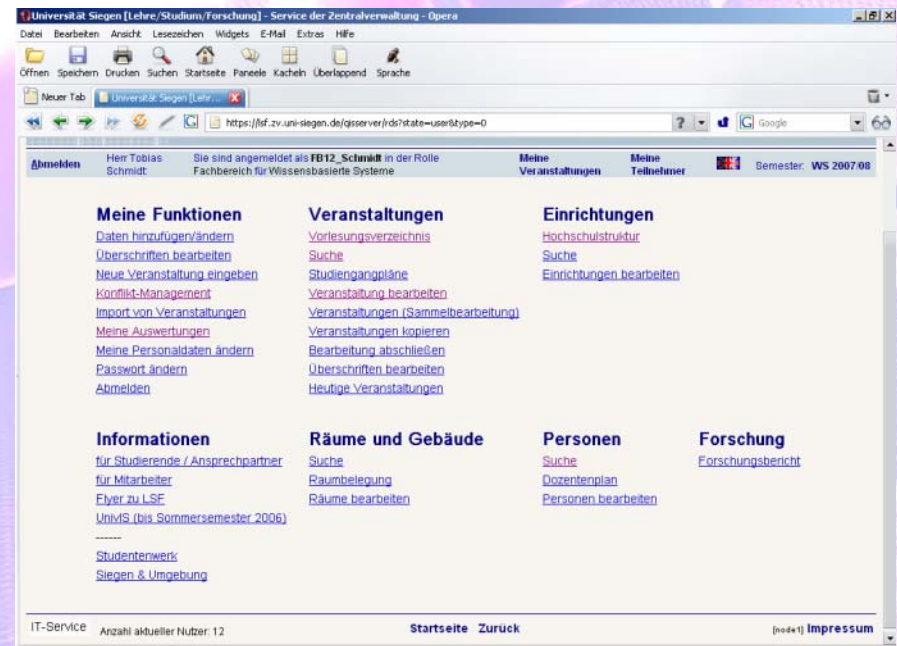 Universität Siegen [Lehre/Studium/Forschung] - Service der Zentralverwaltung - Opera
Datei Bearbeiten Ansicht Lesezeichen Widgets E-Mail Extras Hilfe
Öffnen Speichern Drucken Suchen Startseite Paneele Kacheln Überlappend Sprache
Neuer Tab Universität Siegen [Lehr...
https://lsf.zv.uni-siegen.de/qisserver/rds?state=user&type=0 ? G Google
Abmelden Herr Tobias Schmidt Sie sind angemeldet als FB12_Schmidt in der Rolle Fachbereich für Wissensbasierte Systeme Meine Veranstaltungen Meine Teilnehmer Semester: WS 2007/08
Meine Funktionen
Daten hinzufügen/ändern
Überschriften bearbeiten
Neue Veranstaltung eingeben
Konflikt-Management
Import von Veranstaltungen
Meine Auswertungen
Meine Personaldaten ändern
Passwort ändern
Abmelden
Veranstaltungen
Vorlesungsverzeichnis
Suche
Studiengangpläne
Veranstaltung bearbeiten
Veranstaltungen (Sammelbearbeitung)
Veranstaltungen kopieren
Bearbeitung abschließen
Überschriften bearbeiten
Heutige Veranstaltungen
Einrichtungen
Hochschulstruktur
Suche
Einrichtungen bearbeiten
Informationen
für Studierende / Ansprechpartner
für Mitarbeiter
Flyer zu LSF
UnivIS (bis Sommersemester 2006)
------
Studentenwerk
Siegen & Umgebung
Räume und Gebäude
Suche
Raumbelegung
Räume bearbeiten
Personen
Suche
Dozentenplan
Personen bearbeiten
Forschung
Forschungsbericht
IT-Service Anzahl aktueller Nutzer: 12 Startseite Zurück [node1] Impressum